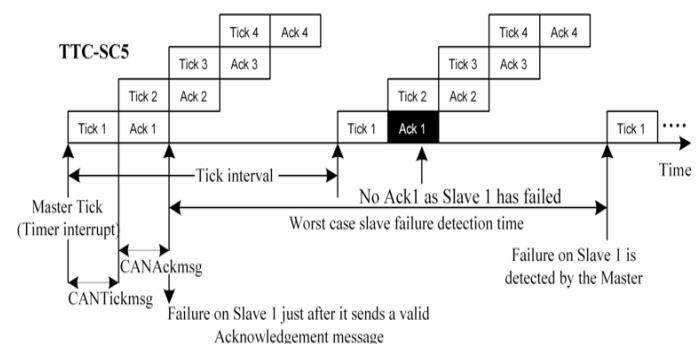 TTC-SC5
Tick 4 Ack 4 Tick 4 Ack 4
Tick 3 Ack 3 Tick 3 Ack 3
Tick 2 Ack 2 Tick 2 Ack 2
Tick 1 Ack 1 Tick 1 Ack 1 Tick 1 ....
Time
Tick interval
No Ack1 as Slave 1 has failed
Master Tick
(Timer interrupt)
Worst case slave failure detection time
CANAckmsg
CANTickmsg
Failure on Slave 1 is
detected by the Master
Failure on Slave 1 just after it sends a valid
Acknowledgement message